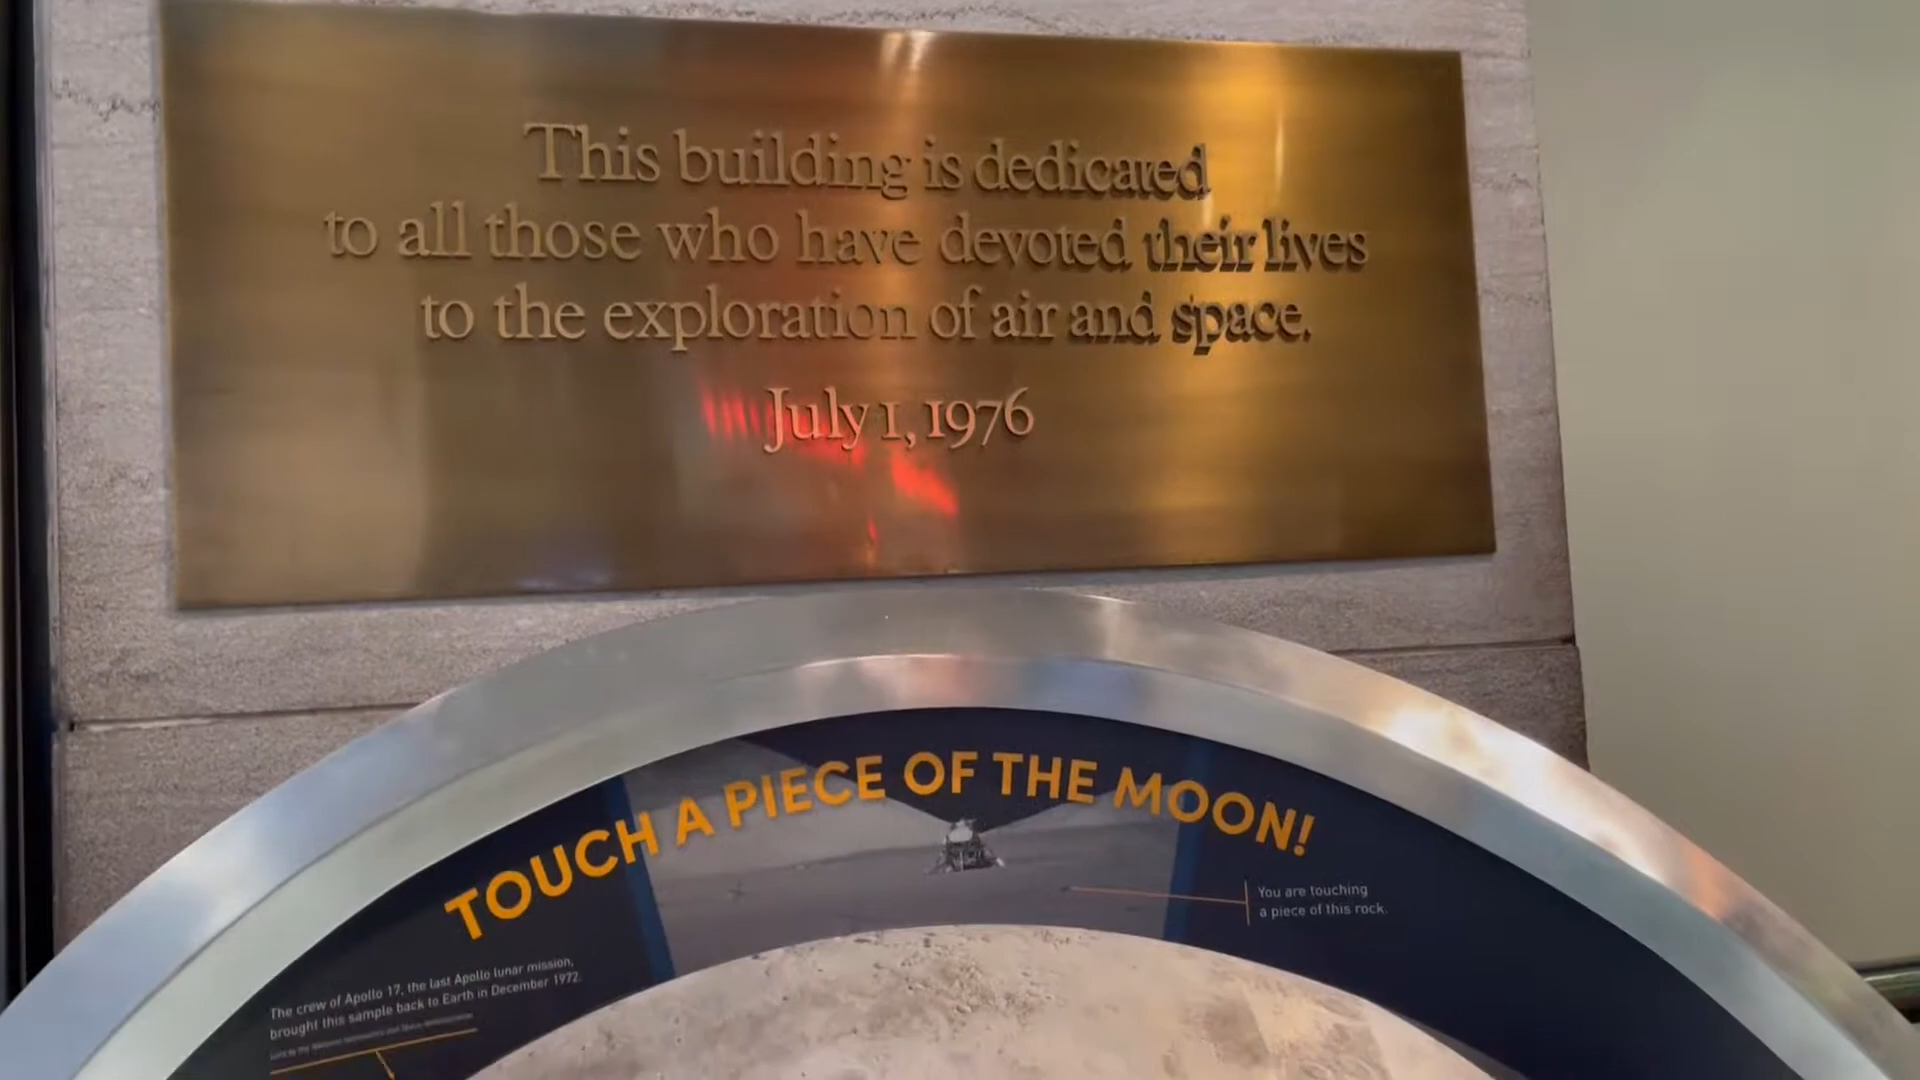 This building is dedicated
to all those who have devoted their lives
to the exploration of air and space.
July 1, 1976
TOUCH A PIECE OF THE MOON!
You are touching
a piece of this rock.
The crew of Apollo 17, the last Apollo lunar mission,
brought this sample back to Earth in December 1972.